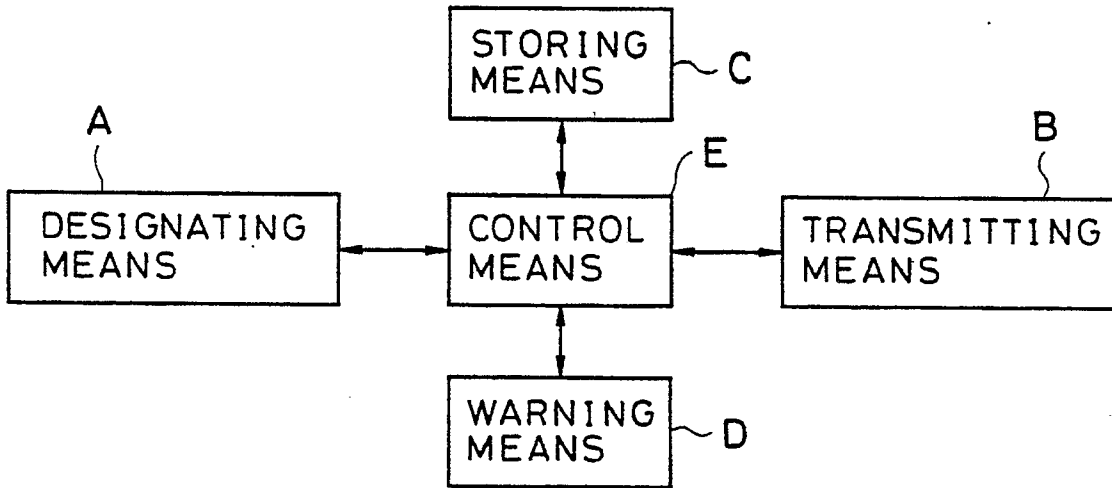 STORING
MEANS
C
A
E
B
DESIGNATING
MEANS
CONTROL
MEANS
TRANSMITTING
MEANS
WARNING
MEANS
D